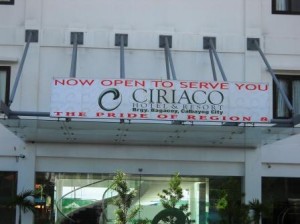 NOW OPEN TO SERVE YOU
CIRIACO
HOTEL & RESORT
Brgy. Bagacay, Calbayog City
THE PRIDE OF REGION 8